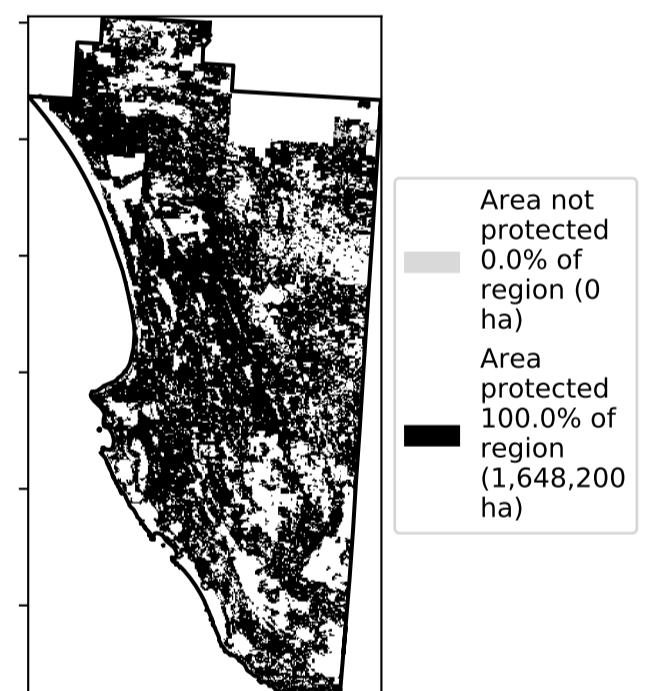 Area not
protected
0.0% of
region (0
ha)
Area
protected
100.0% of
region
(1,648,200
ha)